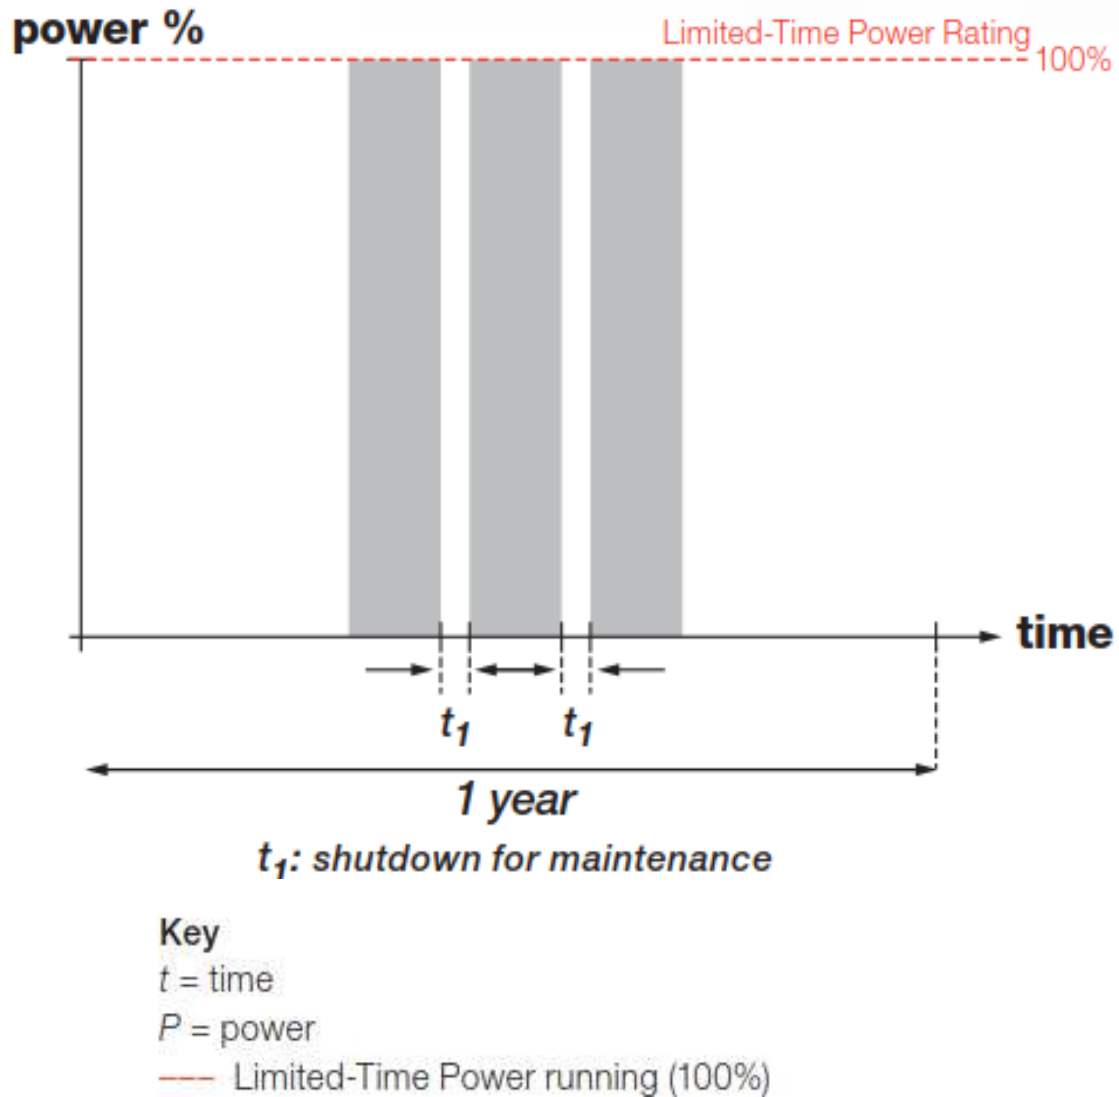 power %
Limited-Time Power Rating
100%
time
t1 t1
1 year
t1: shutdown for maintenance
Key
t = time
P = power
--- Limited-Time Power running (100%)